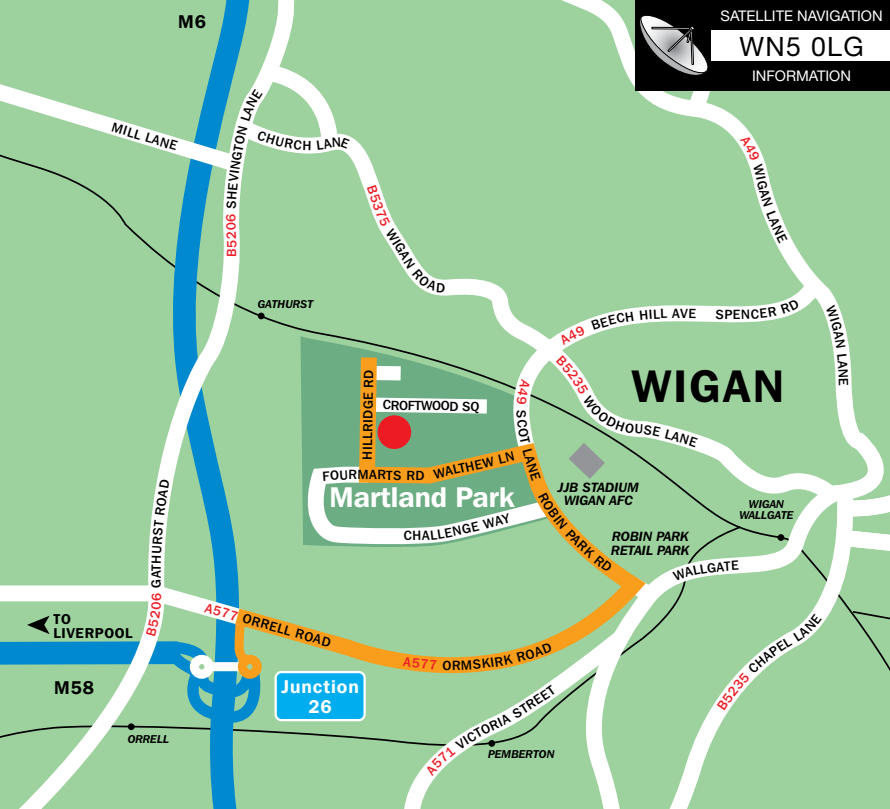 M6
SATELLITE NAVIGATION
WN5 0LG
INFORMATION
MILL LANE
B5206 SHEVINGTON LANE
CHURCH LANE
A49 WIGAN LANE
B5375 WIGAN ROAD
GATHURST
A49 BEECH HILL AVE
SPENCER RD
WIGAN LANE
WIGAN
B5235 WOODHOUSE LANE
A49 SCOT LANE
HILLRIDGE RD
CROFTWOOD SQ
FOURMARTS RD
WALTHEW LN
Martland Park
CHALLENGE WAY
JJB STADIUM
WIGAN AFC
ROBIN PARK RD
ROBIN PARK
RETAIL PARK
WIGAN
WALLGATE
WALLGATE
B5206 GATHURST ROAD
A577 ORRELL ROAD
TO
LIVERPOOL
A577 ORMSKIRK ROAD
B5235 CHAPEL LANE
M58
Junction
26
A571 VICTORIA STREET
ORRELL
PEMBERTON